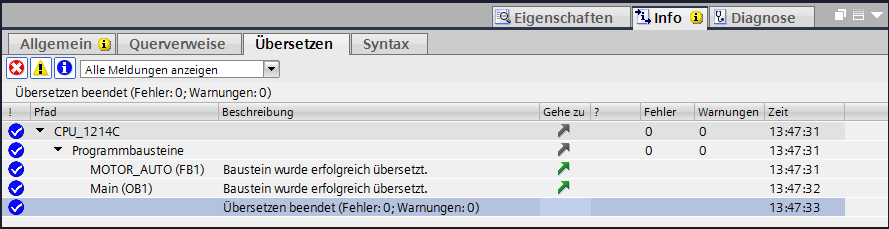 Eigenschaften Info Diagnose
Allgemein Querverweise Übersetzen Syntax
Alle Meldungen anzeigen
Übersetzen beendet (Fehler: 0; Warnungen: 0)
! Pfad Beschreibung Gehe zu ? Fehler Warnungen Zeit
CPU_1214C 0 0 13:47:31
Programmbausteine 0 0 13:47:31
MOTOR_AUTO (FB1) Baustein wurde erfolgreich übersetzt. 13:47:31
Main (OB1) Baustein wurde erfolgreich übersetzt. 13:47:32
Übersetzen beendet (Fehler: 0; Warnungen: 0) 13:47:33